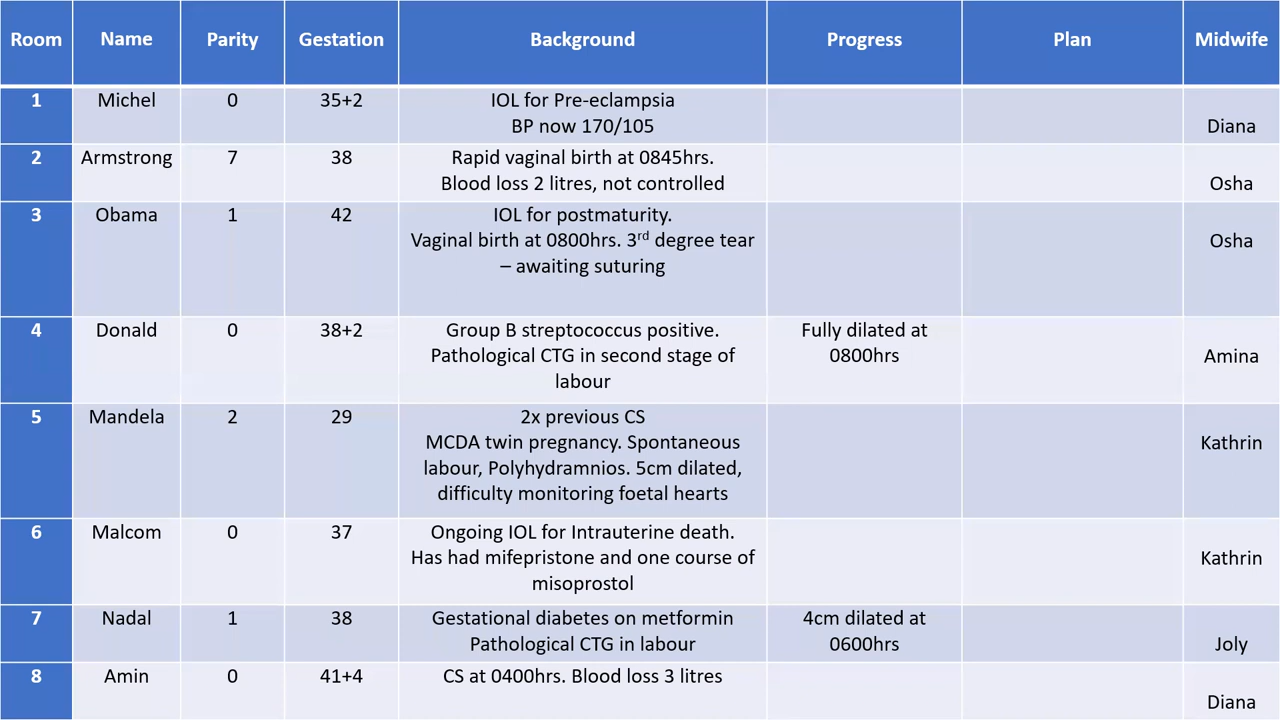 Room Name Parity Gestation Background Progress Plan Midwife
1 Michel 0 35+2 IOL for Pre-eclampsia
BP now 170/105 Diana
2 Armstrong 7 38 Rapid vaginal birth at 0845hrs.
Blood loss 2 litres, not controlled Osha
3 Obama 1 42 IOL for postmaturity.
Vaginal birth at 0800hrs. 3rd degree tear Osha
– awaiting suturing
4 Donald 0 38+2 Group B streptococcus positive. Fully dilated at
Pathological CTG in second stage of 0800hrs Amina
labour
5 Mandela 2 29 2x previous CS
MCDA twin pregnancy. Spontaneous Kathrin
labour, Polyhydramnios. 5cm dilated,
difficulty monitoring foetal hearts
6 Malcom 0 37 Ongoing IOL for Intrauterine death.
Has had mifepristone and one course of Kathrin
misoprostol
7 Nadal 1 38 Gestational diabetes on metformin 4cm dilated at
Pathological CTG in labour 0600hrs Joly
8 Amin 0 41+4 CS at 0400hrs. Blood loss 3 litres
Diana